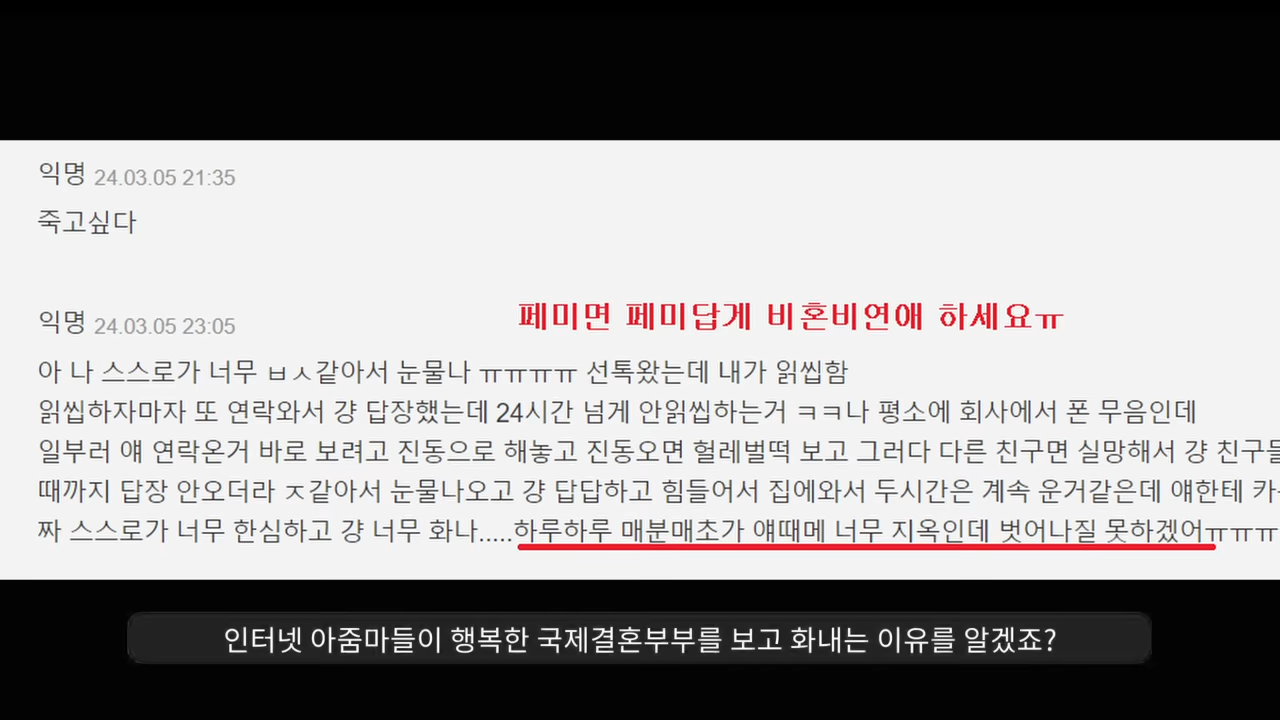 익명 24.03.05 21:35
죽고싶다
페미면 페미답게 비혼비연애 하세요ㅠ
익명 24.03.05 23:05
아 나 스스로가 너무 ㅂㅅ같아서 눈물나 ㅠㅠㅠㅠ 선톡왔는데 내가 읽씹함
읽씹하자마자 또 연락와서 걍 답장했는데 24시간 넘게 안읽씹하는거 ㅋㅋ나 평소에 회사에서 폰 무음인데
일부러 얘 연락온거 바로 보려고 진동으로 해놓고 진동오면 헐레벌떡 보고 그러다 다른 친구면 실망해서 걍 친구들
때까지 답장 안오더라 ㅈ같아서 눈물나오고 걍 답답하고 힘들어서 집에와서 두시간은 계속 운거같은데 얘한테 카
짜 스스로가 너무 한심하고 걍 너무 화나.....하루하루 매분매초가 얘때메 너무 지옥인데 벗어나질 못하겠어ㅠㅠㅠ
인터넷 아줌마들이 행복한 국제결혼부부를 보고 화내는 이유를 알겠죠?